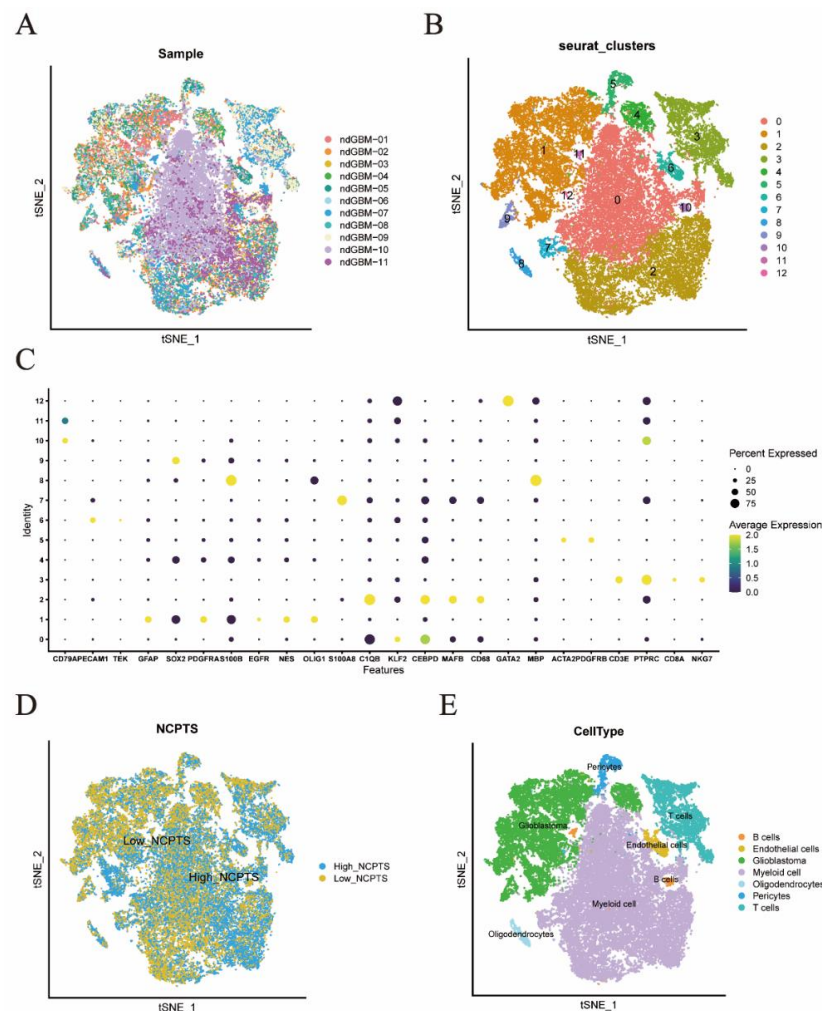 A
Sample
tSNE_2
tSNE_1
ndGBM-01
ndGBM-02
ndGBM-03
ndGBM-04
ndGBM-05
ndGBM-06
ndGBM-07
ndGBM-08
ndGBM-09
ndGBM-10
ndGBM-11
B
seurat_clusters
5
4
3
1
11
6
12
0
10
9
7
2
8
tSNE_2
tSNE_1
0
1
2
3
4
5
6
7
8
9
10
11
12
C
Identity
12
11
10
9
8
7
6
5
4
3
2
1
0
CD79APECAM1 TEK GFAP SOX2 PDGFRAS100B EGFR NES OLIG1 S100A8 C1QB KLF2 CEBPD MAFB CD68 GATA2 MBP ACTA2PDGFRB CD3E PTPRC CD8A NKG7
Features
Percent Expressed
0
25
50
75
Average Expression
2.0
1.5
1.0
0.5
0.0
D
NCPTS
Low_NCPTS
High_NCPTS
tSNE_2
tSNE_1
High_NCPTS
Low_NCPTS
E
CellType
Pericytes
T cells
Glioblastoma
Endothelial cells
B cells
Myeloid cell
Oligodendrocytes
tSNE_2
tSNE_1
B cells
Endothelial cells
Glioblastoma
Myeloid cell
Oligodendrocytes
Pericytes
T cells